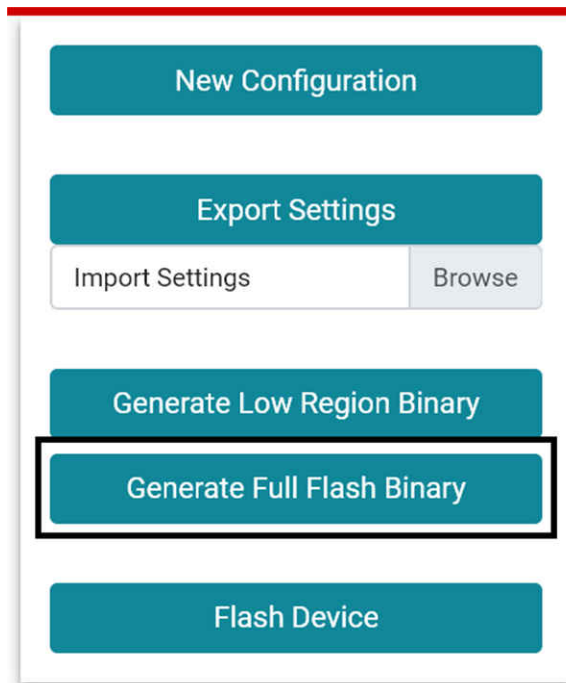 New Configuration
Export Settings
Import Settings Browse
Generate Low Region Binary
Generate Full Flash Binary
Flash Device